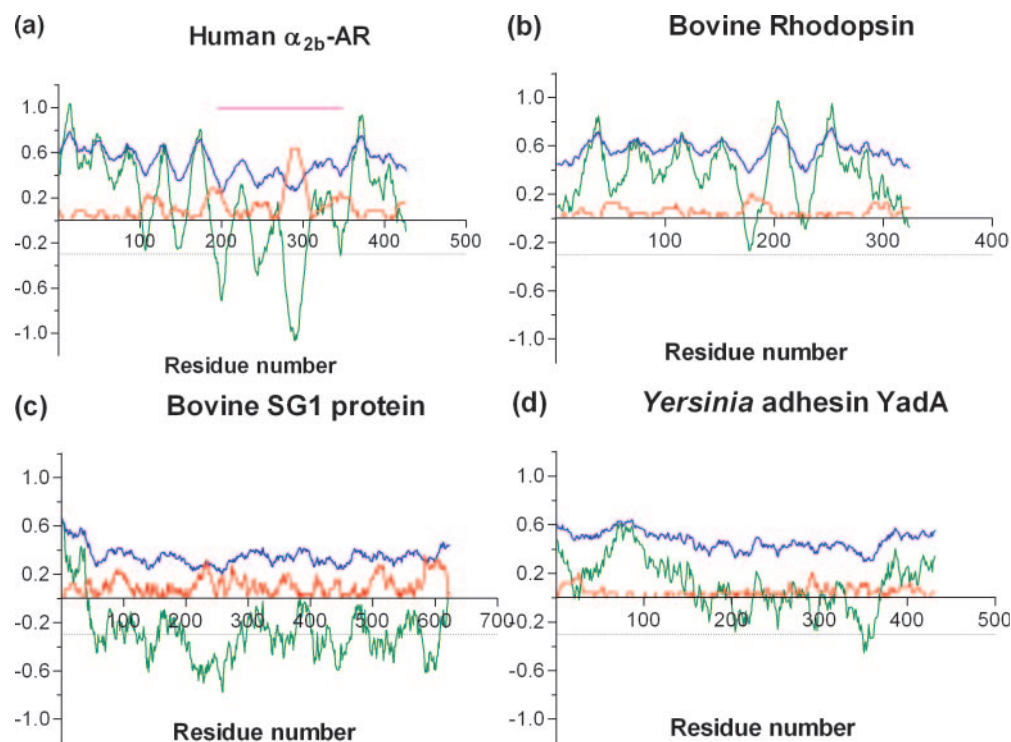 (a)
Human α2b-AR
1.0
0.6
0.2
-0.2
-0.6
-1.0
100 200 300 400 500
Residue number
(b)
Bovine Rhodopsin
1.0
0.6
0.2
-0.2
-0.6
-1.0
100 200 300 400
Residue number
(c)
Bovine SG1 protein
1.0
0.6
0.2
-0.2
-0.6
-1.0
100 200 300 400 500 600 700
Residue number
(d)
Yersinia adhesin YadA
1.0
0.6
0.2
-0.2
-0.6
-1.0
100 200 300 400 500
Residue number